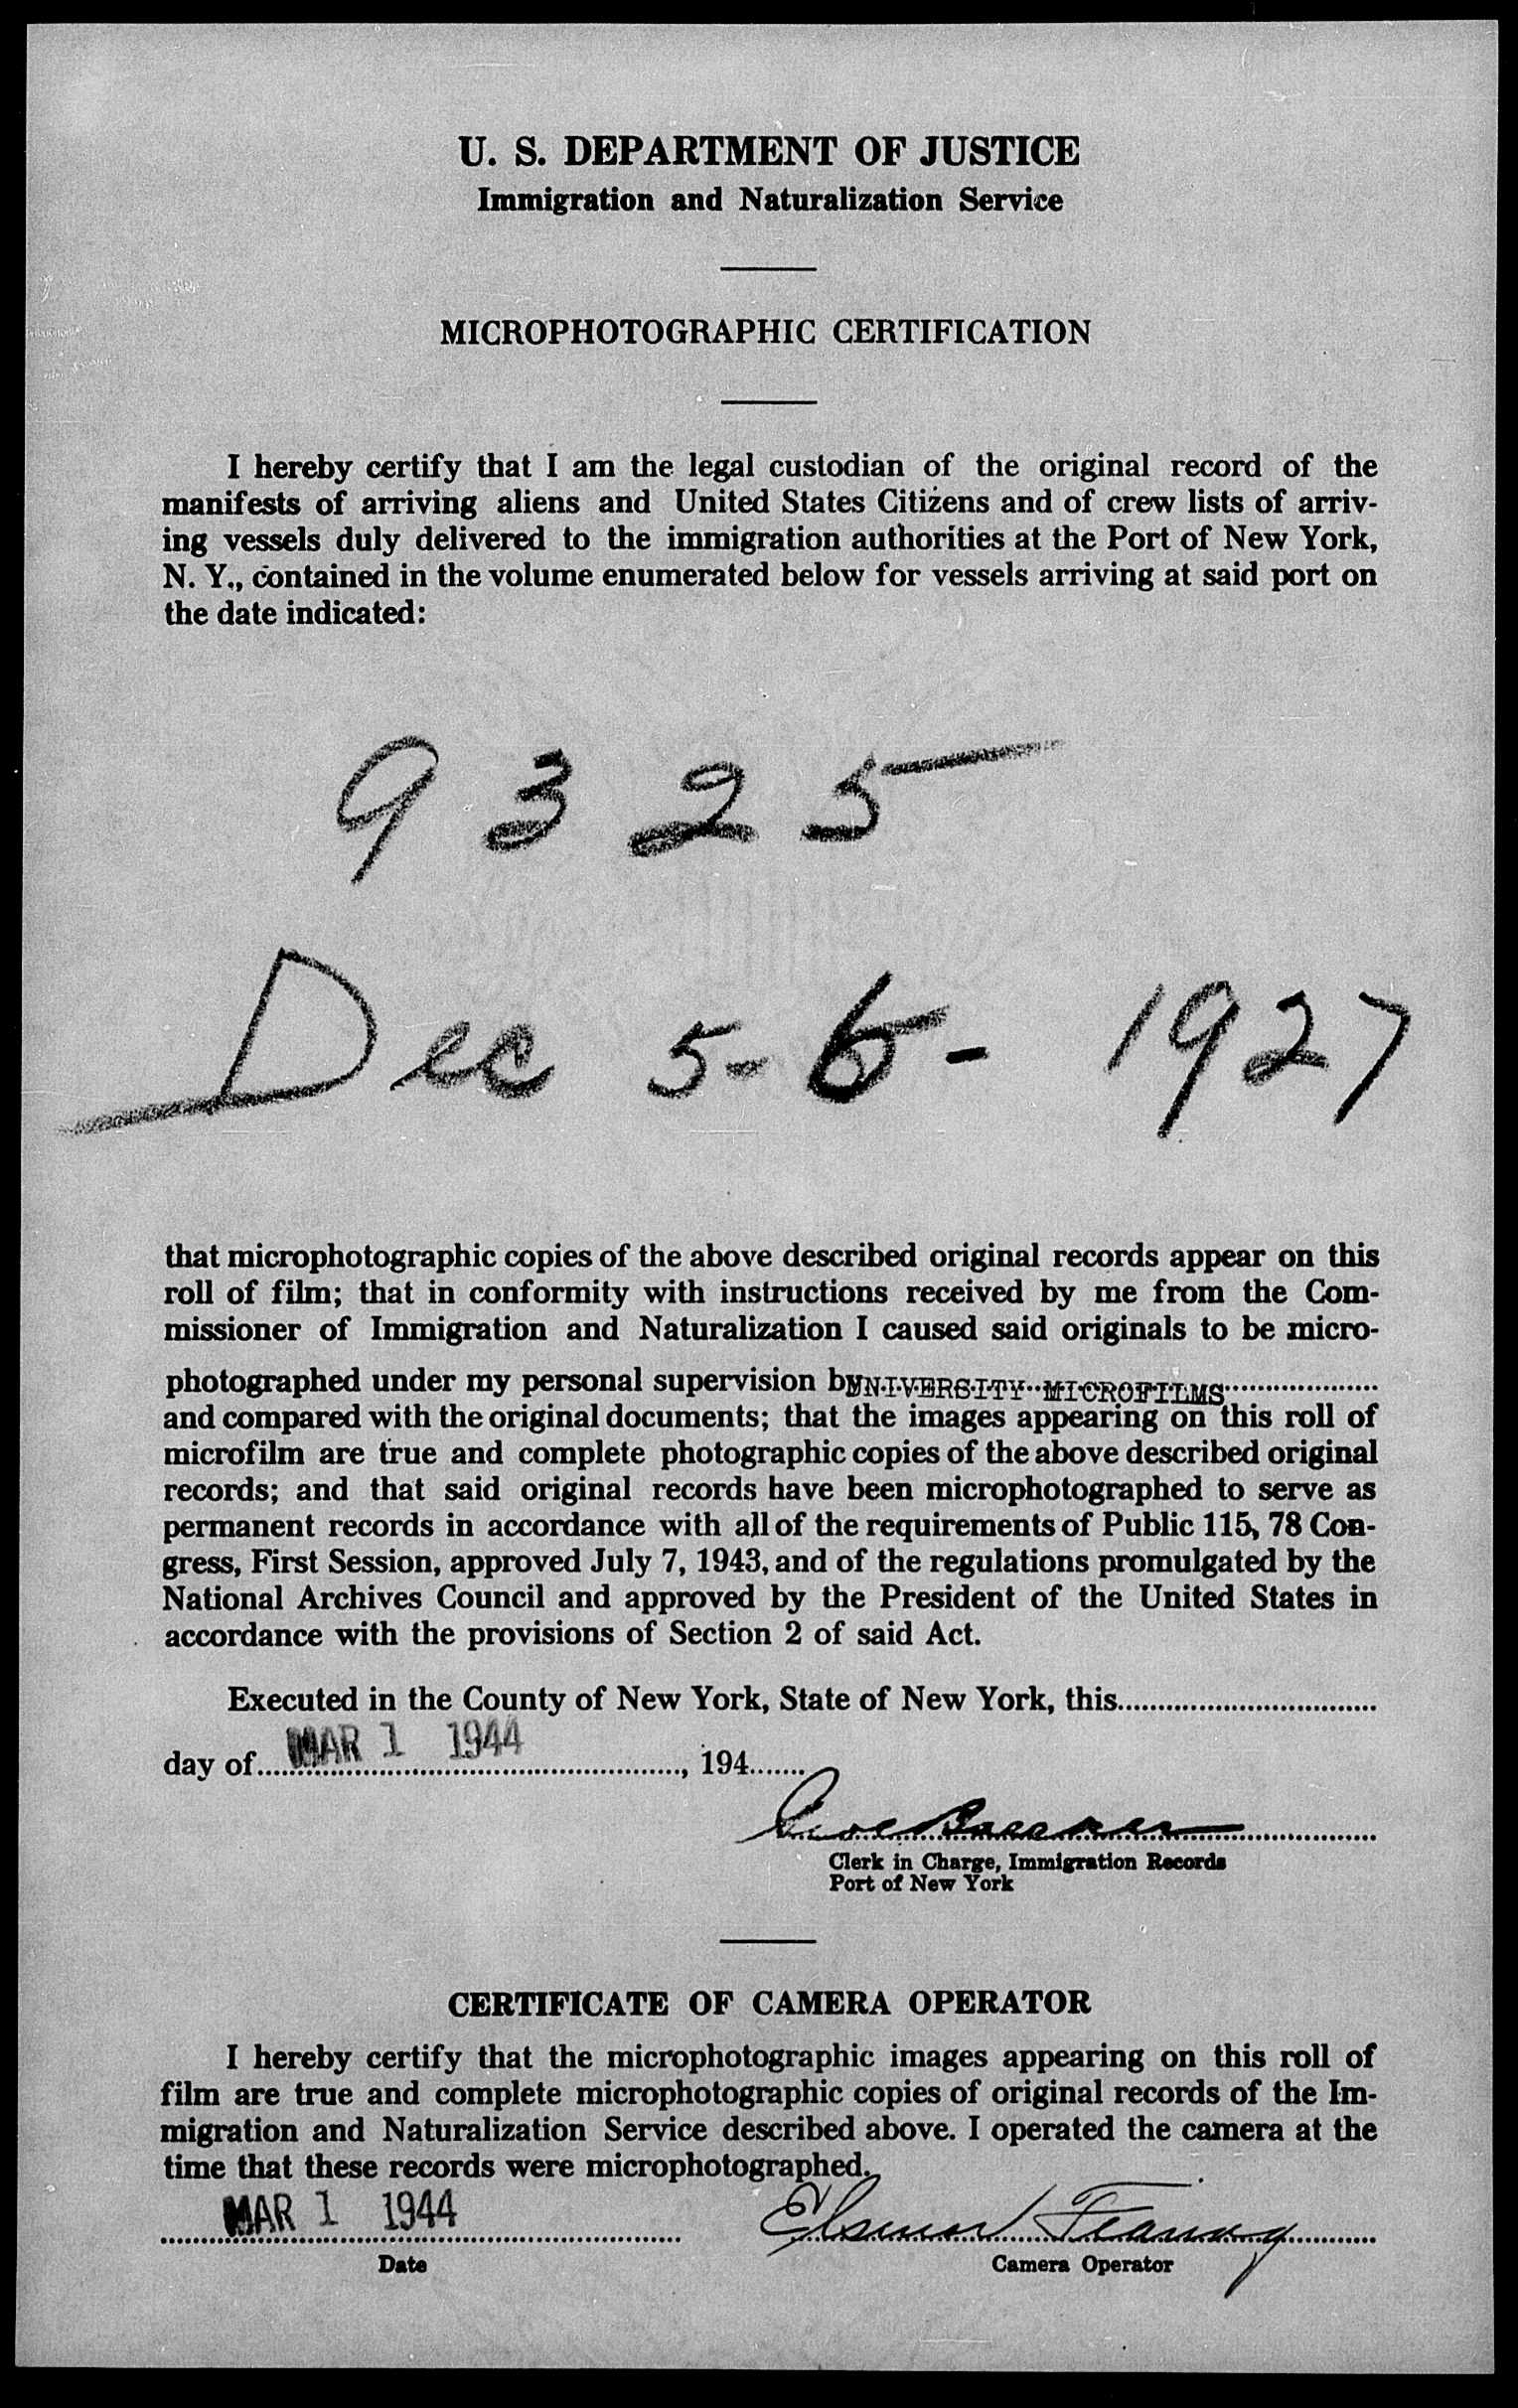 U. S. DEPARTMENT OF JUSTICE
Immigration and Naturalization Service
MICROPHOTOGRAPHIC CERTIFICATION
I hereby certify that I am the legal custodian of the original record of the
manifests of arriving aliens and United States Citizens and of crew lists of arriv-
ing vessels duly delivered to the immigration authorities at the Port of New York,
N. Y., contained in the volume enumerated below for vessels arriving at said port on
the date indicated:
9325
Dec 5-6- 1927
that microphotographic copies of the above described original records appear on this
roll of film; that in conformity with instructions received by me from the Com-
missioner of Immigration and Naturalization I caused said originals to be micro-
photographed under my personal supervision by UNIVERSITY MICROFILMS
and compared with the original documents; that the images appearing on this roll of
microfilm are true and complete photographic copies of the above described original
records; and that said original records have been microphotographed to serve as
permanent records in accordance with all of the requirements of Public 115, 78 Con-
gress, First Session, approved July 7, 1943, and of the regulations promulgated by the
National Archives Council and approved by the President of the United States in
accordance with the provisions of Section 2 of said Act.
Executed in the County of New York, State of New York, this
day of MAR 1 1944, 194
Clerk in Charge, Immigration Records
Port of New York
CERTIFICATE OF CAMERA OPERATOR
I hereby certify that the microphotographic images appearing on this roll of
film are true and complete microphotographic copies of original records of the Im-
migration and Naturalization Service described above. I operated the camera at the
time that these records were microphotographed.
MAR 1 1944
Date
Camera Operator